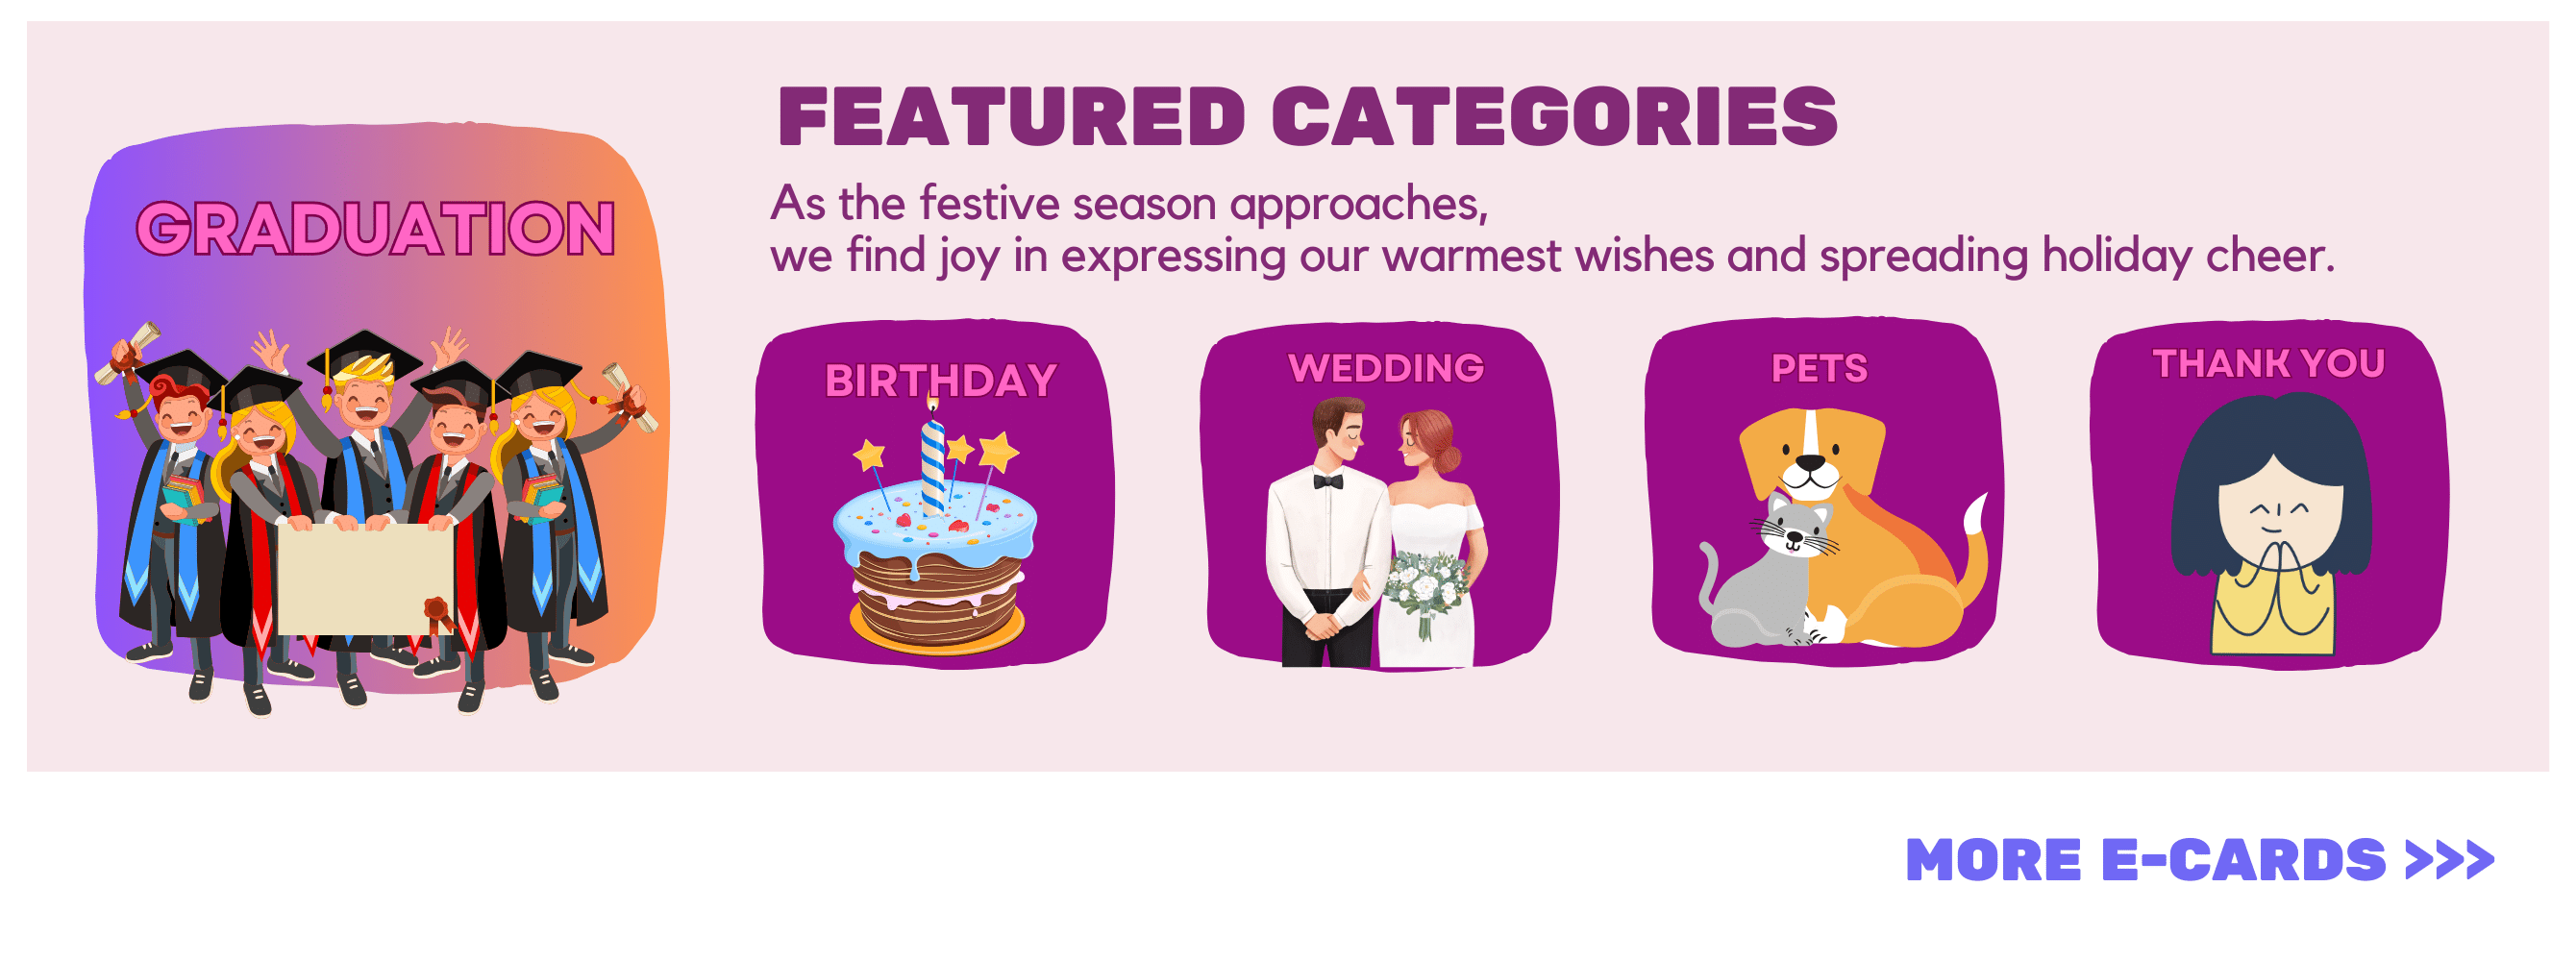 GRADUATION
FEATURED CATEGORIES
As the festive season approaches,
we find joy in expressing our warmest wishes and spreading holiday cheer.
BIRTHDAY
WEDDING
PETS
THANK YOU
MORE E-CARDS >>>